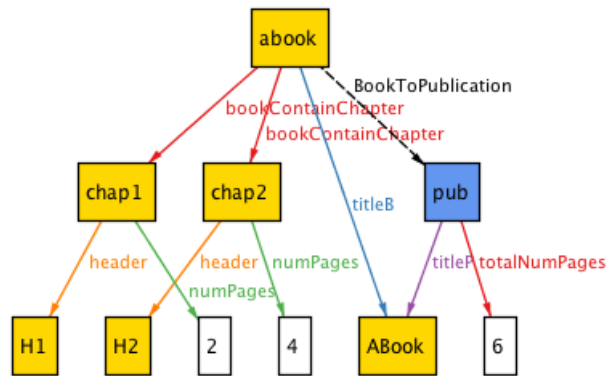 abook
BookToPublication
bookContainChapter
bookContainChapter
chap1
chap2
pub
titleB
header
header
numPages
titleP
totalNumPages
numPages
H1
H2
2
4
ABook
6